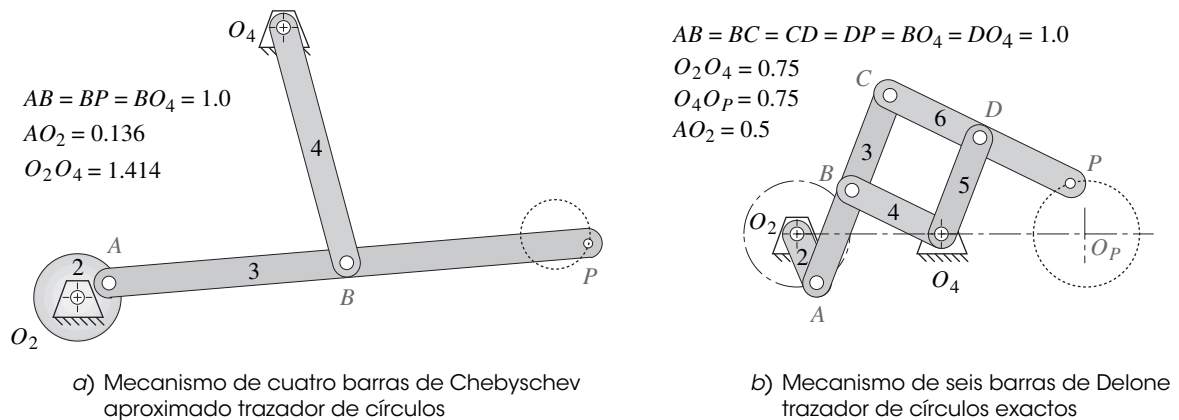 O₄
AB = BP = BO₄ = 1.0
AO₂ = 0.136
O₂O₄ = 1.414
4
A
2
3
B
P
O₂
a) Mecanismo de cuatro barras de Chebyschev
aproximado trazador de círculos
AB = BC = CD = DP = BO₄ = DO₄ = 1.0
O₂O₄ = 0.75
O₄Oₚ = 0.75
AO₂ = 0.5
C
6
D
3
P
B
5
4
O₂
2
Oₚ
O₄
A
b) Mecanismo de seis barras de Delone
trazador de círculos exactos